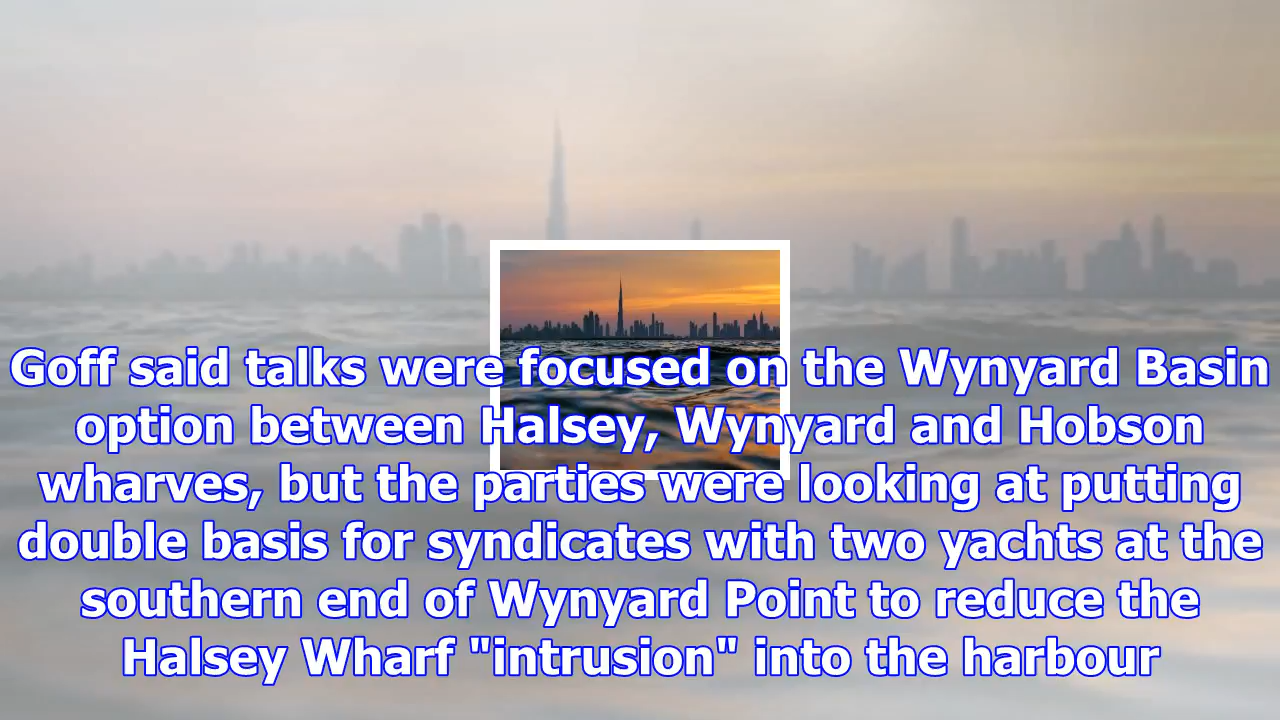 Goff said talks were focused on the Wynyard Basin
option between Halsey, Wynyard and Hobson
wharves, but the parties were looking at putting
double basis for syndicates with two yachts at the
southern end of Wynyard Point to reduce the
Halsey Wharf "intrusion" into the harbour